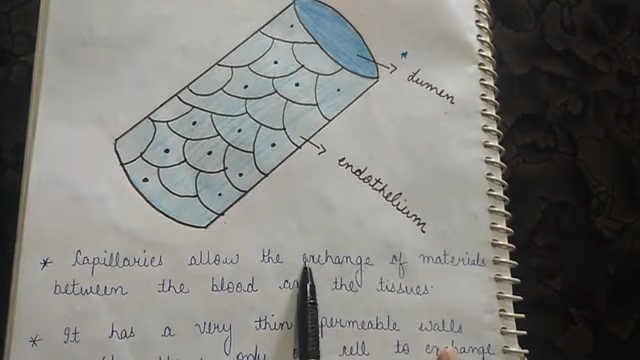 * Lumen
endothelium
* Capillaries allow the exchange of materials
between the blood an the tissues.
* It has a very thin permeable walls
only cell to exchange